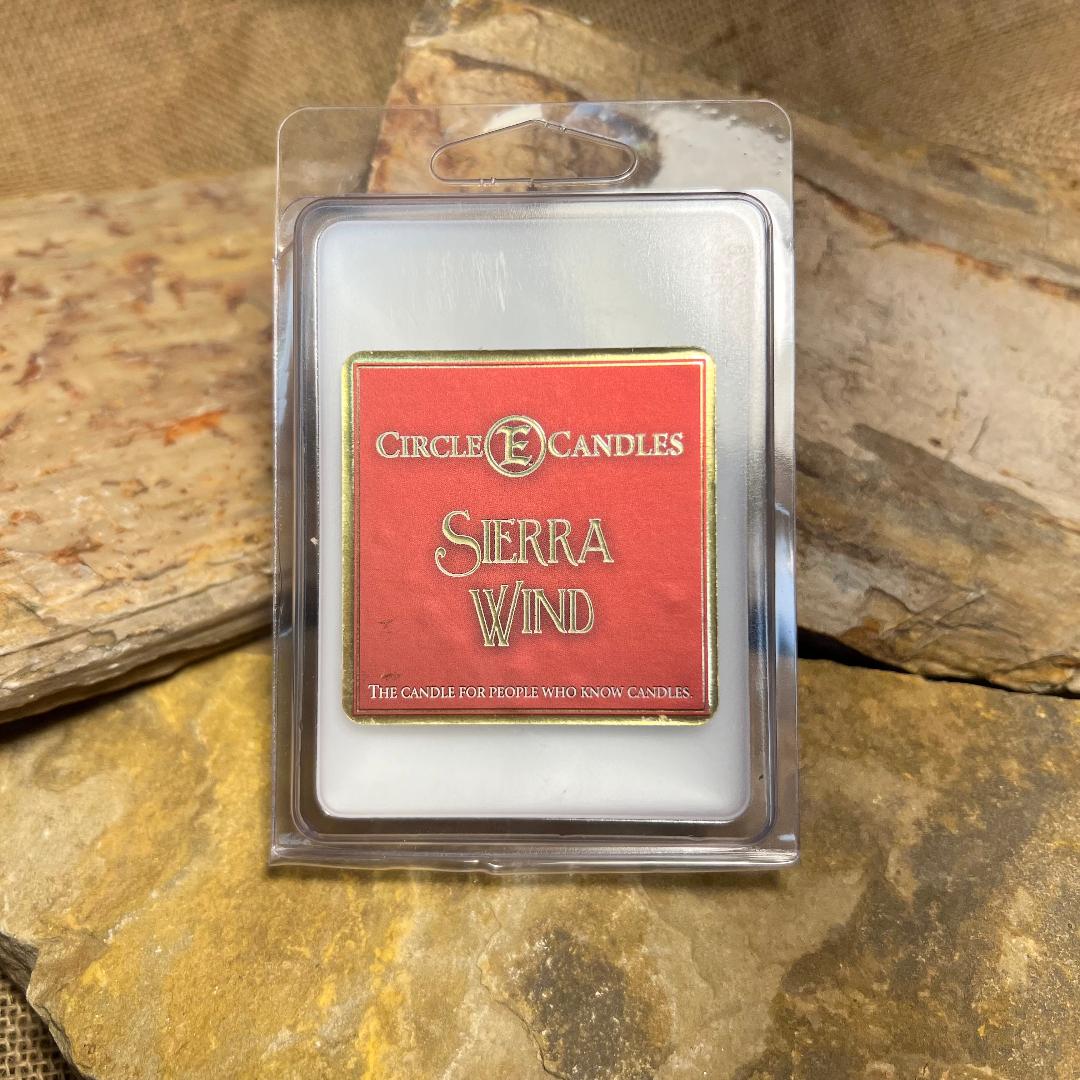 CIRCLE E CANDLES
SIERRA
WIND
THE CANDLE FOR PEOPLE WHO KNOW CANDLES.